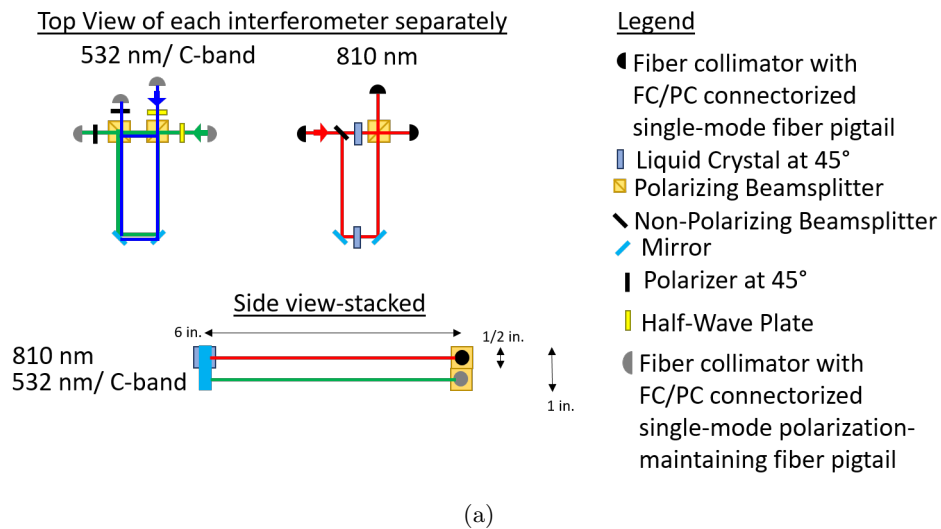 Top View of each interferometer separately
532 nm/ C-band
810 nm
Side view-stacked
6 in.
1/2 in.
810 nm
532 nm/ C-band
1 in.
Legend
Fiber collimator with
FC/PC connectorized
single-mode fiber pigtail
Liquid Crystal at 45°
Polarizing Beamsplitter
Non-Polarizing Beamsplitter
Mirror
Polarizer at 45°
Half-Wave Plate
Fiber collimator with
FC/PC connectorized
single-mode polarization-
maintaining fiber pigtail
(a)